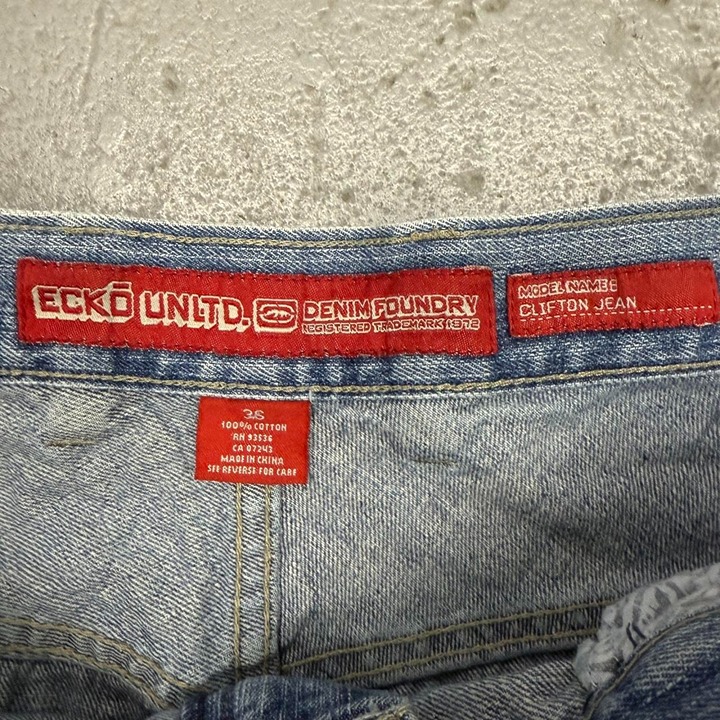 ECKŌ UNLTD.
DENIM FOUNDRY
REGISTERED TRADEMARK 1972
MODEL NAME:
CLIFTON JEAN
36
100% COTTON
RN 93536
CA 07243
MADE IN CHINA
SEE REVERSE FOR CARE